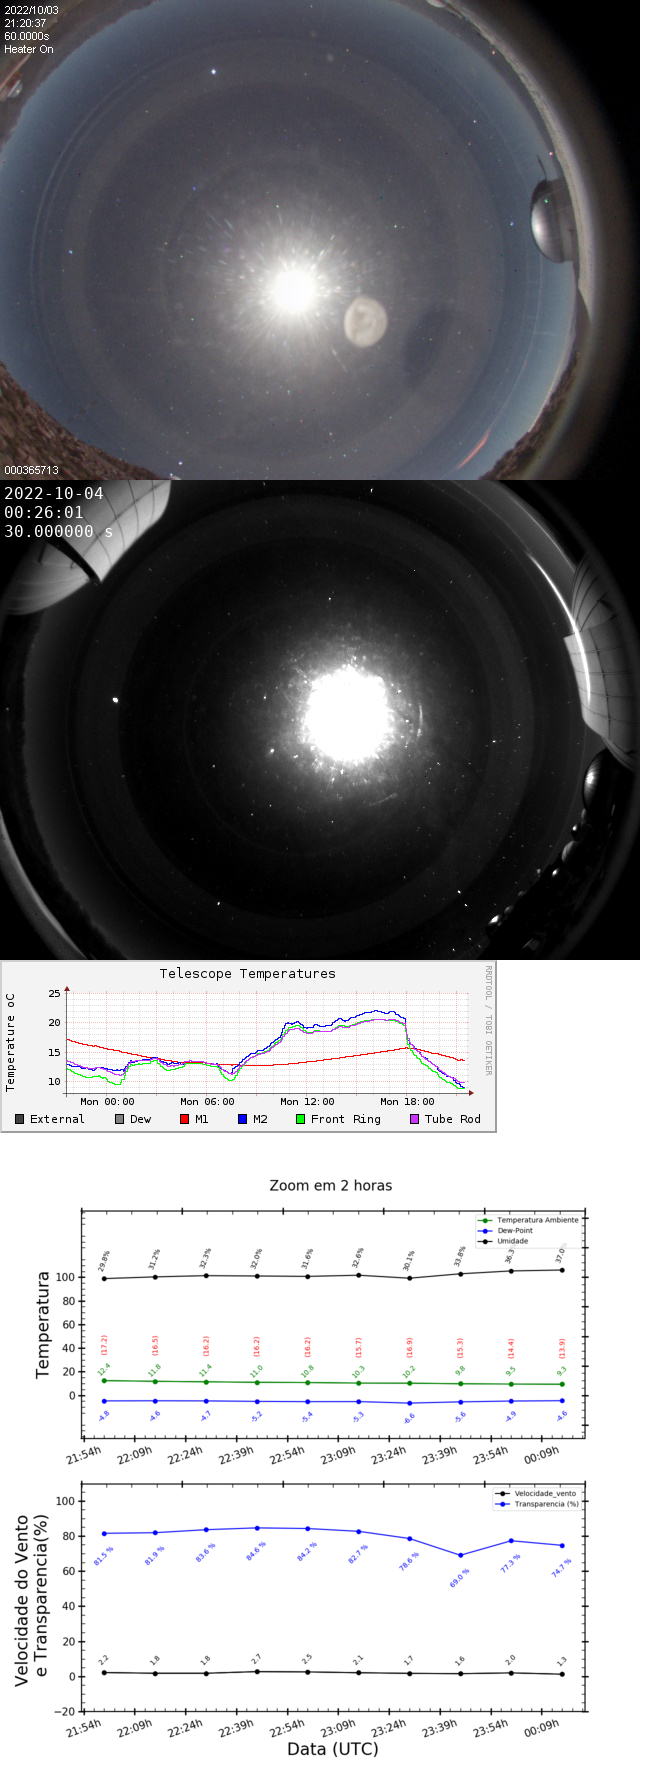 2022/10/03
21:20:37
60.0000s
Heater On
000365713
2022-10-04
00:26:01
30.000000 s
Telescope Temperatures
RRDTOOL / TOBI OETIKER
Temperature oC
25
20
15
10
Mon 00:00 Mon 06:00 Mon 12:00 Mon 18:00
External Dew M1 M2 Front Ring Tube Rod
Zoom em 2 horas
Temperatura Ambiente
Dew-Point
Umidade
Temperatura
100
80
60
40
20
0
29.8% 31.2% 32.3% 32.0% 31.6% 32.6% 30.1% 33.8% 36.3 37.0%
(17.2) (16.5) (16.2) (16.2) (16.2) (15.7) (16.9) (15.3) (14.4) (13.9)
12.4 11.8 11.4 11.0 10.8 10.3 10.2 9.8 9.5 9.3
-4.8 -4.6 -4.7 -5.2 -5.4 -5.3 -6.6 -5.6 -4.9 -4.6
21:54h 22:09h 22:24h 22:39h 22:54h 23:09h 23:24h 23:39h 23:54h 00:09h
Velocidade_vento
Transparencia (%)
Velocidade do Vento
e Transparencia(%)
100
80
60
40
20
0
−20
81.5 % 81.9 % 83.6 % 84.6 % 84.2 % 82.7 % 78.6 % 69.0 % 77.3 % 74.7 %
2.2 1.8 1.8 2.7 2.5 2.1 1.7 1.6 2.0 1.3
21:54h 22:09h 22:24h 22:39h 22:54h 23:09h 23:24h 23:39h 23:54h 00:09h
Data (UTC)